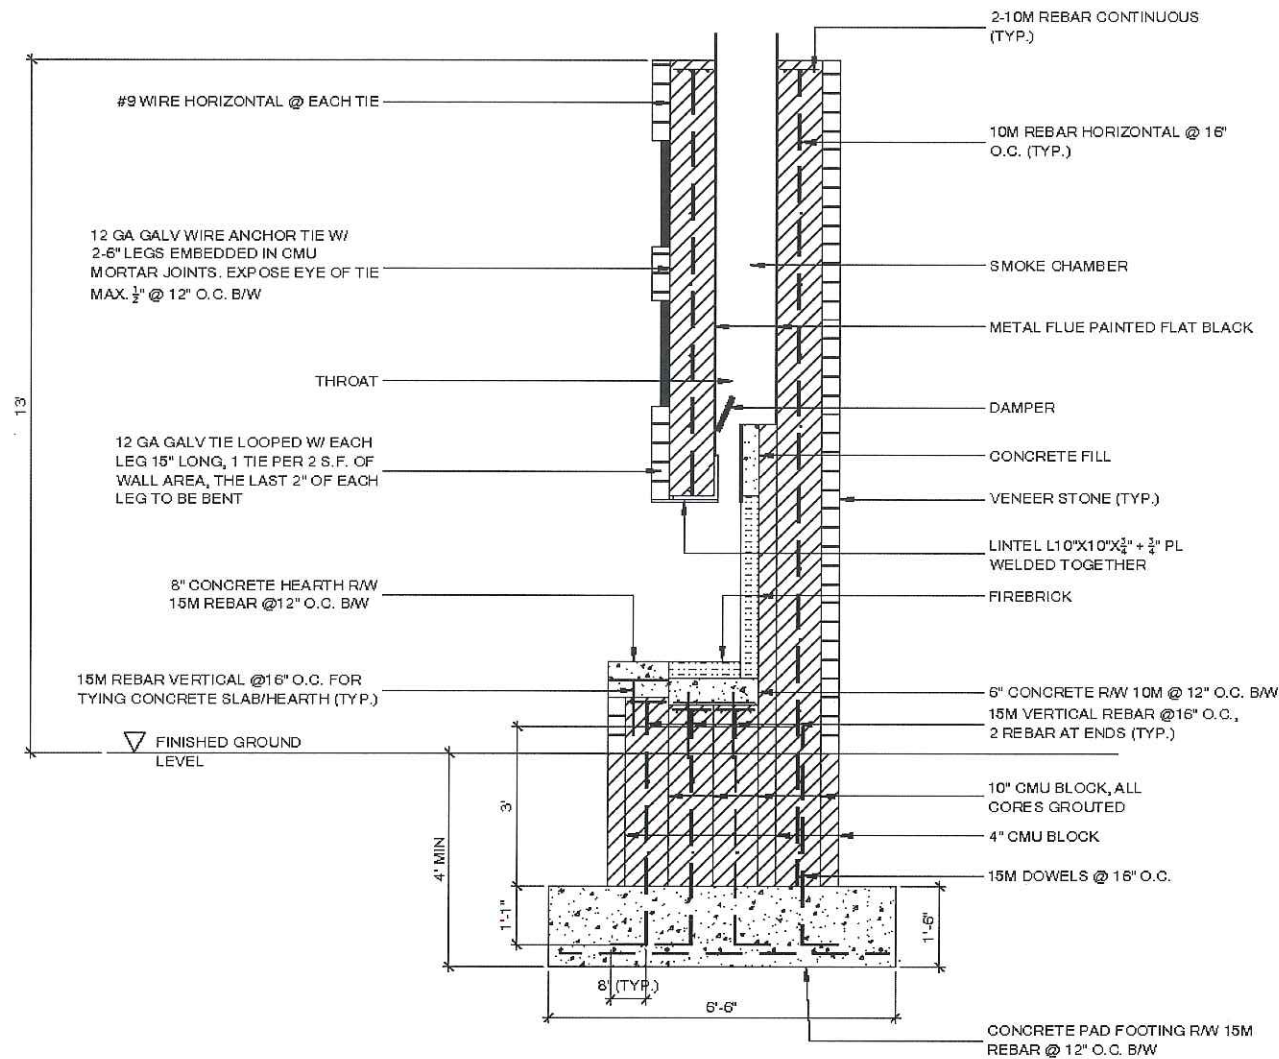 2-10M REBAR CONTINUOUS
(TYP.)
#9 WIRE HORIZONTAL @ EACH TIE
10M REBAR HORIZONTAL @ 16"
O.C. (TYP.)
12 GA GALV WIRE ANCHOR TIE W/
2-6" LEGS EMBEDDED IN CMU
MORTAR JOINTS. EXPOSE EYE OF TIE
MAX. ½" @ 12" O.C. B/W
SMOKE CHAMBER
METAL FLUE PAINTED FLAT BLACK
THROAT
13'
DAMPER
12 GA GALV TIE LOOPED W/ EACH
LEG 15" LONG, 1 TIE PER 2 S.F. OF
WALL AREA, THE LAST 2" OF EACH
LEG TO BE BENT
CONCRETE FILL
VENEER STONE (TYP.)
LINTEL L10"X10"X¾" + ¾" PL
WELDED TOGETHER
8" CONCRETE HEARTH R/W
15M REBAR @12" O.C. B/W
FIREBRICK
15M REBAR VERTICAL @16" O.C. FOR
TYING CONCRETE SLAB/HEARTH (TYP.)
6" CONCRETE R/W 10M @ 12" O.C. B/W
15M VERTICAL REBAR @16" O.C.,
2 REBAR AT ENDS (TYP.)
FINISHED GROUND
LEVEL
3'
10" CMU BLOCK, ALL
CORES GROUTED
4" CMU BLOCK
4' MIN
15M DOWELS @ 16" O.C.
1'-1"
1'-6"
8' (TYP.)
6'-6"
CONCRETE PAD FOOTING R/W 15M
REBAR @ 12" O.C. B/W